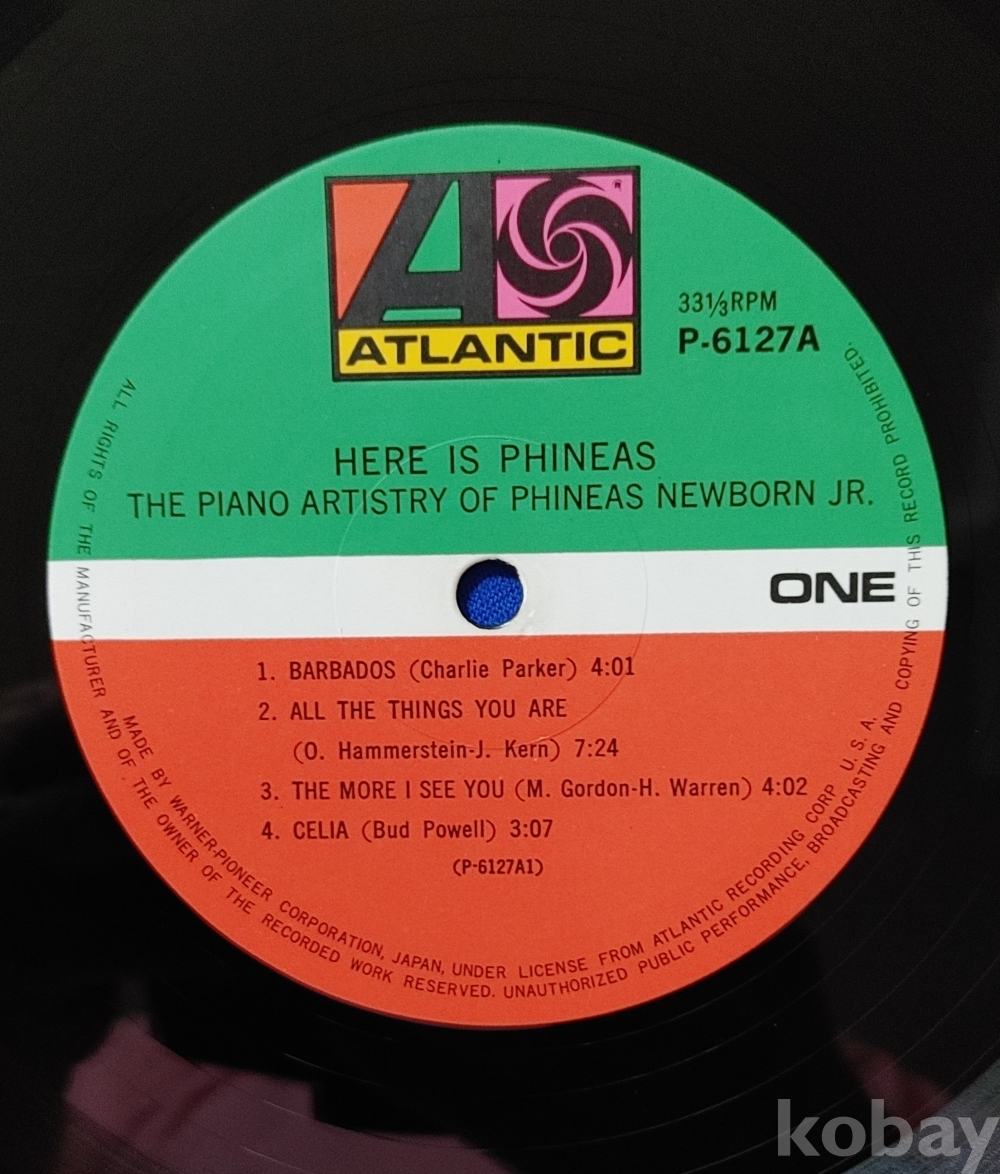 ATLANTIC
33⅓RPM
P-6127A
HERE IS PHINEAS
THE PIANO ARTISTRY OF PHINEAS NEWBORN JR.
ONE
1. BARBADOS (Charlie Parker) 4:01
2. ALL THE THINGS YOU ARE
(O. Hammerstein-J. Kern) 7:24
3. THE MORE I SEE YOU (M. Gordon-H. Warren) 4:02
4. CELIA (Bud Powell) 3:07
(P-6127A1)
MADE BY WARNER-PIONEER CORPORATION, JAPAN, UNDER LICENSE FROM ATLANTIC RECORDING CORP U. S. A.
ALL RIGHTS OF THE MANUFACTURER AND OF THE OWNER OF THE RECORDED WORK RESERVED. UNAUTHORIZED PUBLIC PERFORMANCE, BROADCASTING AND COPYING OF THIS RECORD PROHIBITED.
kobay